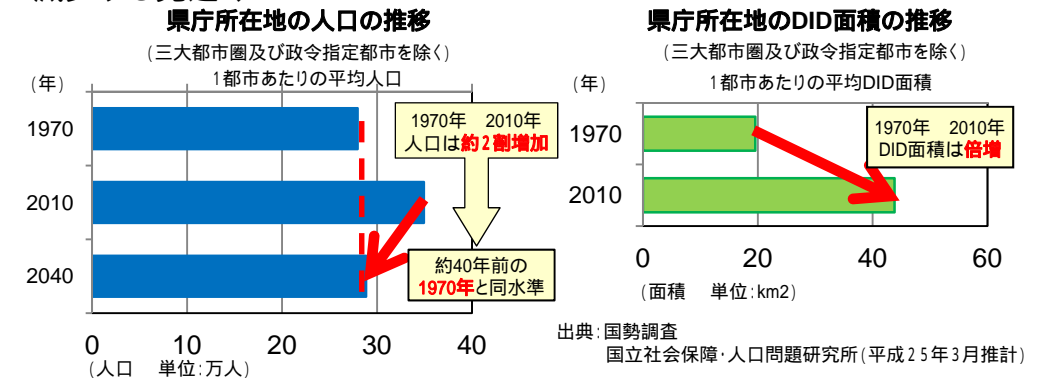 県庁所在地の人口の推移
(三大都市圏及び政令指定都市を除く)
(年)
1都市あたりの平均人口
1970
2010
2040
1970年 2010年
人口は約2割増加
約40年前の
1970年と同水準
0 10 20 30 40
(人口 単位:万人)
県庁所在地のDID面積の推移
(三大都市圏及び政令指定都市を除く)
(年)
1都市あたりの平均DID面積
1970
2010
1970年 2010年
DID面積は倍増
0 20 40 60
(面積 単位:km2)
出典:国勢調査
国立社会保障・人口問題研究所(平成25年3月推計)